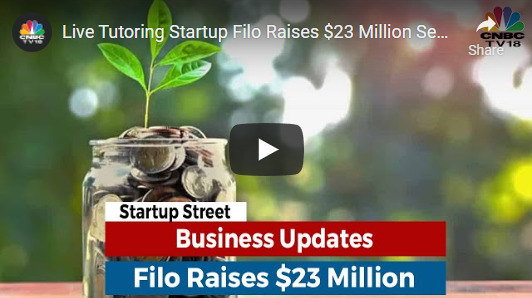 CNBC
TV18
Live Tutoring Startup Filo Raises $23 Million Se...
CNBC
TV18
Share
Startup Street
Business Updates
Filo Raises $23 Million